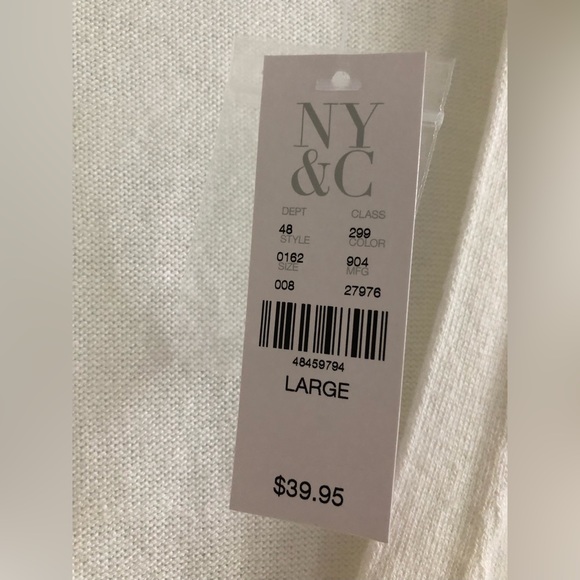 NY
&C
DEPT CLASS
48 299
STYLE COLOR
0162 904
SIZE MFG
008 27976
48459794
LARGE
$39.95